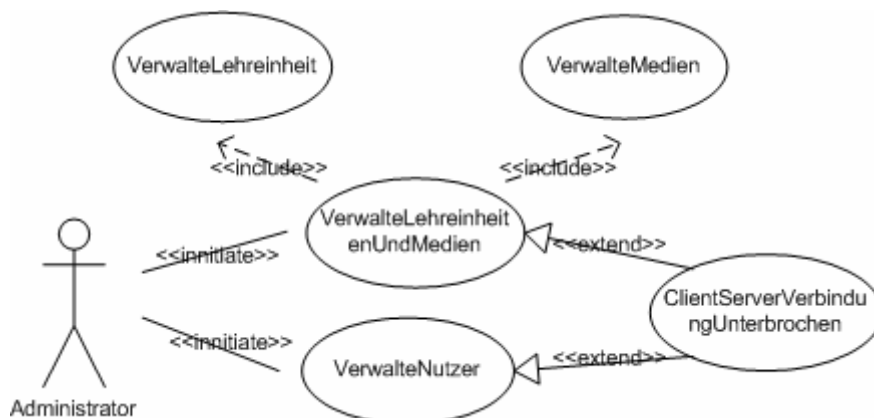 VerwalteLehreinheit
VerwalteMedien
<<include>>
<<include>>
VerwalteLehreinheit
enUndMedien
<<innitiate>>
<<extend>>
ClientServerVerbindu
ngUnterbrochen
<<innitiate>>
<<extend>>
VerwalteNutzer
Administrator